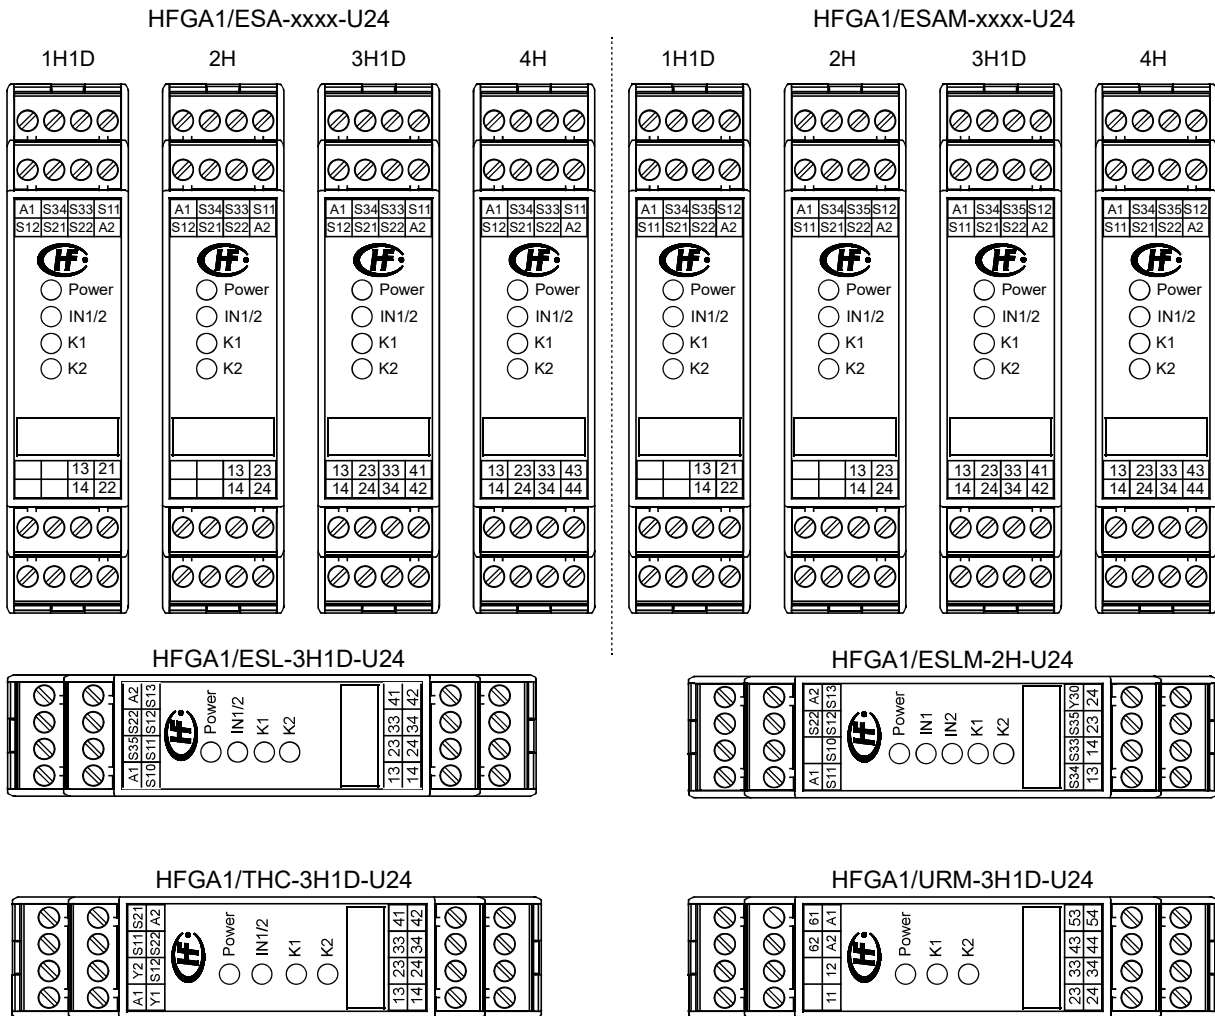 HFGA1/ESA-xxxx-U24 HFGA1/ESAM-xxxx-U24
1H1D 2H 3H1D 4H 1H1D 2H 3H1D 4H
A1 S34 S33 S11 A1 S34 S33 S11 A1 S34 S33 S11 A1 S34 S33 S11 A1 S34 S35 S12 A1 S34 S35 S12 A1 S34 S35 S12 A1 S34 S35 S12
S12 S21 S22 A2 S12 S21 S22 A2 S12 S21 S22 A2 S12 S21 S22 A2 S11 S21 S22 A2 S11 S21 S22 A2 S11 S21 S22 A2 S11 S21 S22 A2
HF HF HF HF HF HF HF HF
Power Power Power Power Power Power Power Power
IN1/2 IN1/2 IN1/2 IN1/2 IN1/2 IN1/2 IN1/2 IN1/2
K1 K1 K1 K1 K1 K1 K1 K1
K2 K2 K2 K2 K2 K2 K2 K2
13 21 13 23 13 23 33 41 13 23 33 43 13 21 13 23 13 23 33 41 13 23 33 43
14 22 14 24 14 24 34 42 14 24 34 44 14 22 14 24 14 24 34 42 14 24 34 44
HFGA1/ESL-3H1D-U24
A1 S35 S22 A2
S10 S11 S12 S13
HF
Power
IN1/2
K1
K2
13 23 33 41
14 24 34 42
HFGA1/ESLM-2H-U24
A1 S22 A2
S11 S10 S12 S13
HF
Power
IN1
IN2
K1
K2
S34 S33 S35 Y30
13 14 23 24
HFGA1/THC-3H1D-U24
A1 Y2 S11 S21
Y1 S12 S22 A2
HF
Power
IN1/2
K1
K2
13 23 33 41
14 24 34 42
HFGA1/URM-3H1D-U24
62 61
11 12 A2 A1
HF
Power
K1
K2
23 33 43 53
24 34 44 54